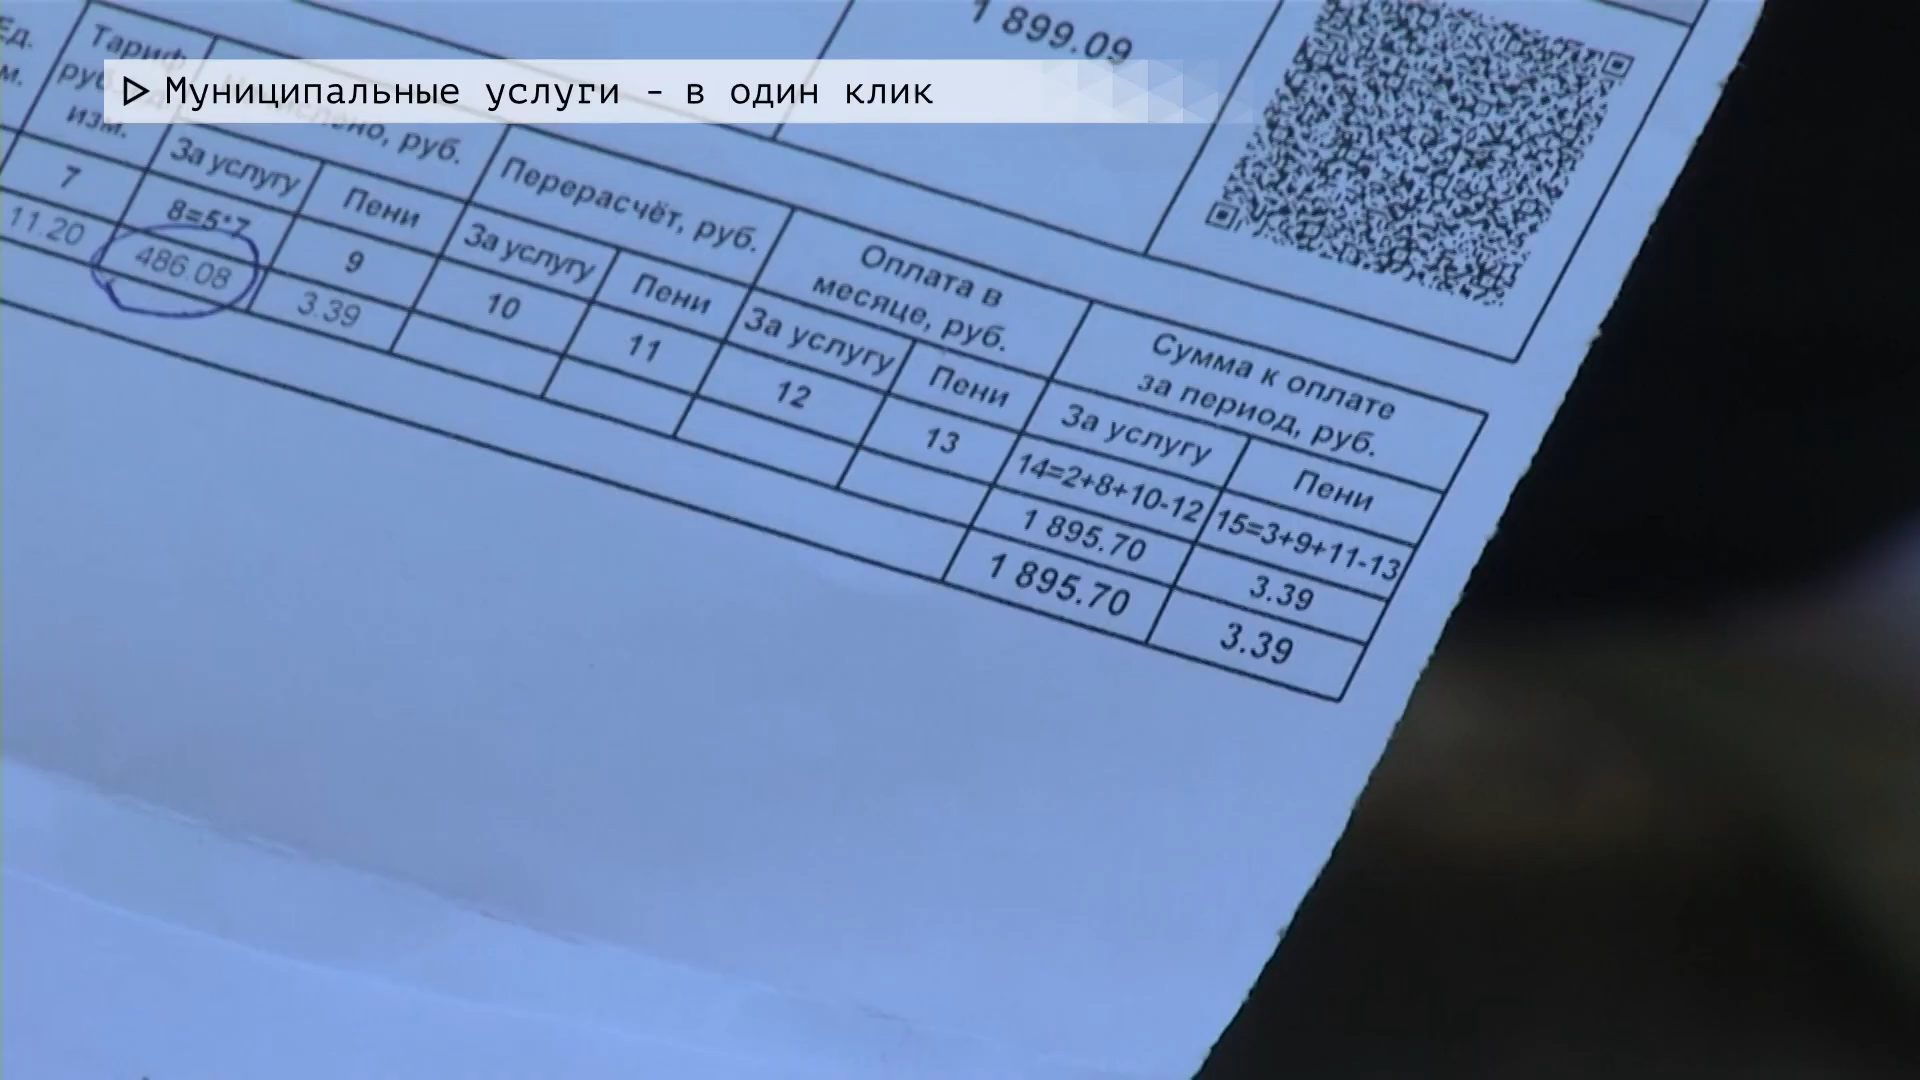 1 899.09
Муниципальные услуги - в один клик
Ед.
Тариф
изм.
руб.
За услугу
Пени
Перерасчёт, руб.
За услугу
Пени
Оплата в
месяце, руб.
За услугу
Пени
Сумма к оплате
за период, руб.
За услугу
Пени
7
8=5*7
9
10
11
12
13
14=2+8+10-12
15=3+9+11-13
11.20
486.08
3.39
1 895.70
3.39
1 895.70
3.39